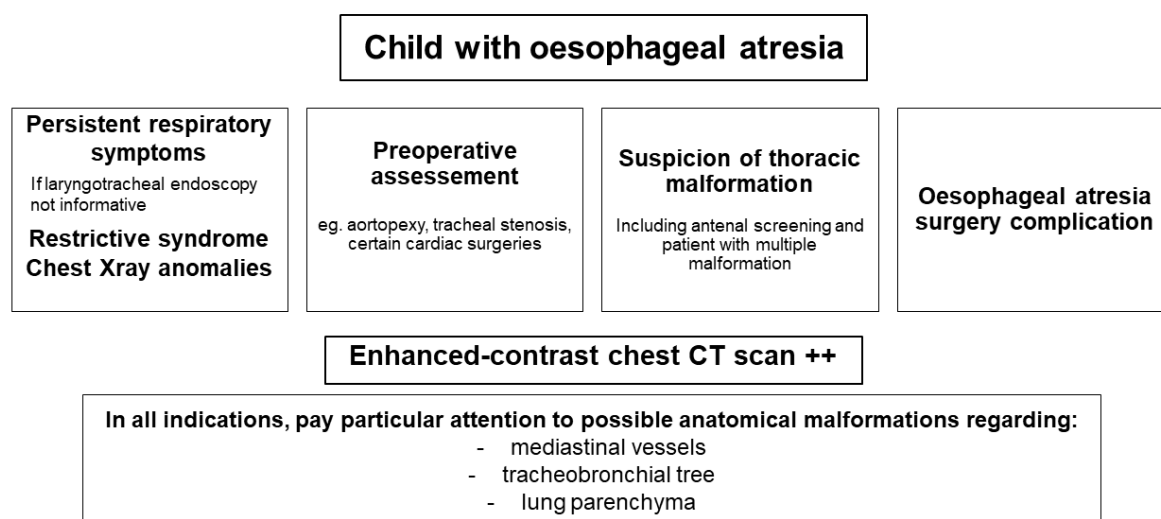 Child with oesophageal atresia
Persistent respiratory
symptoms
If laryngotracheal endoscopy
not informative
Restrictive syndrome
Chest Xray anomalies
Preoperative
assessement
eg. aortopexy, tracheal stenosis,
certain cardiac surgeries
Suspicion of thoracic
malformation
Including antenal screening and
patient with multiple
malformation
Oesophageal atresia
surgery complication
Enhanced-contrast chest CT scan ++
In all indications, pay particular attention to possible anatomical malformations regarding:
- mediastinal vessels
- tracheobronchial tree
- lung parenchyma